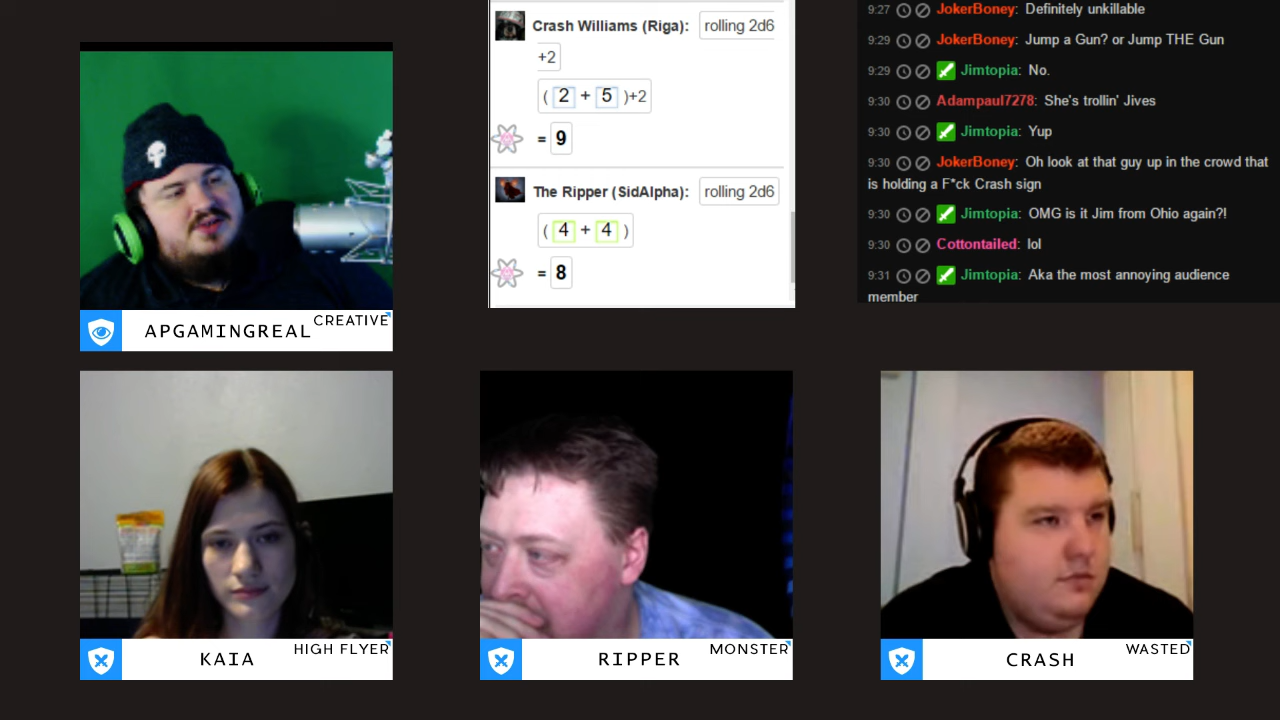 Crash Williams (Riga): rolling 2d6
+2
( 2 + 5 )+2
= 9
The Ripper (SidAlpha): rolling 2d6
( 4 + 4 )
= 8
9:27 JokerBoney: Definitely unkillable
9:29 JokerBoney: Jump a Gun? or Jump THE Gun
9:29 Jimtopia: No.
9:30 Adampaul7278: She's trollin' Jives
9:30 Jimtopia: Yup
9:30 JokerBoney: Oh look at that guy up in the crowd that
is holding a F*ck Crash sign
9:30 Jimtopia: OMG is it Jim from Ohio again?!
9:30 Cottontailed: lol
9:31 Jimtopia: Aka the most annoying audience
member
APGAMINGREAL CREATIVE
KAIA HIGH FLYER
RIPPER MONSTER
CRASH WASTED